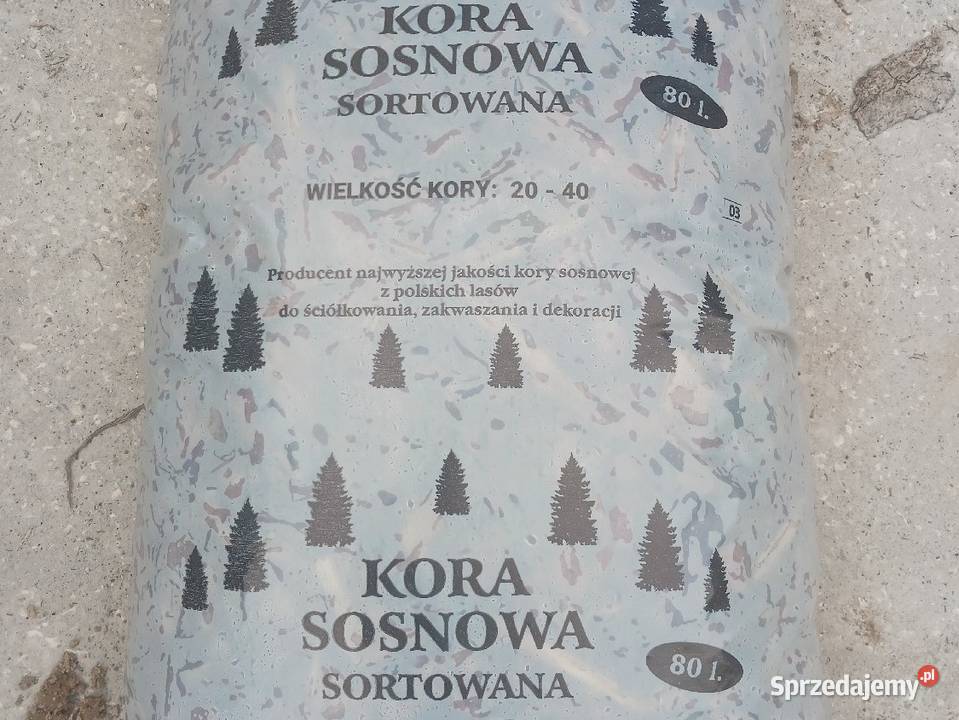 KORA
SOSNOWA
SORTOWANA
80 l.
WIELKOŚĆ KORY: 20 - 40
03
Producent najwyższej jakości kory sosnowej
z polskich lasów
do ściółkowania, zakwaszania i dekoracji
KORA
SOSNOWA
SORTOWANA
80 l.
Sprzedajemy.pl